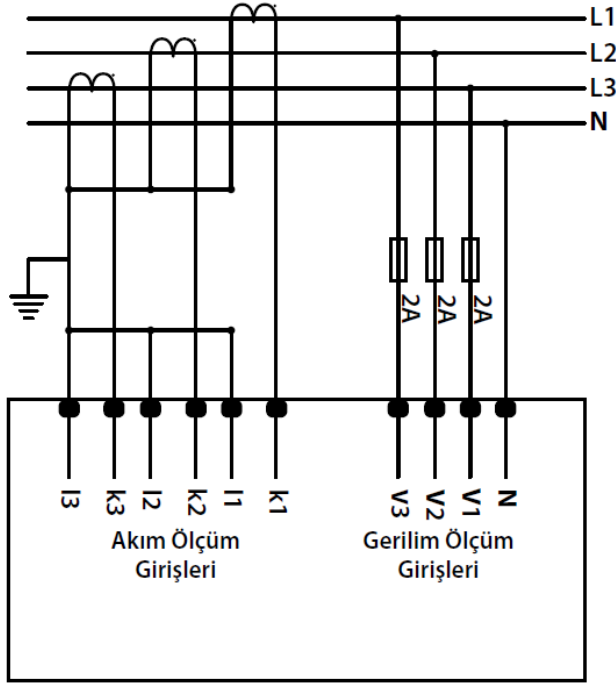 L1
L2
L3
N
2A
2A
2A
l3
k3
l2
k2
l1
k1
V3
V2
V1
N
Akım Ölçüm
Girişleri
Gerilim Ölçüm
Girişleri